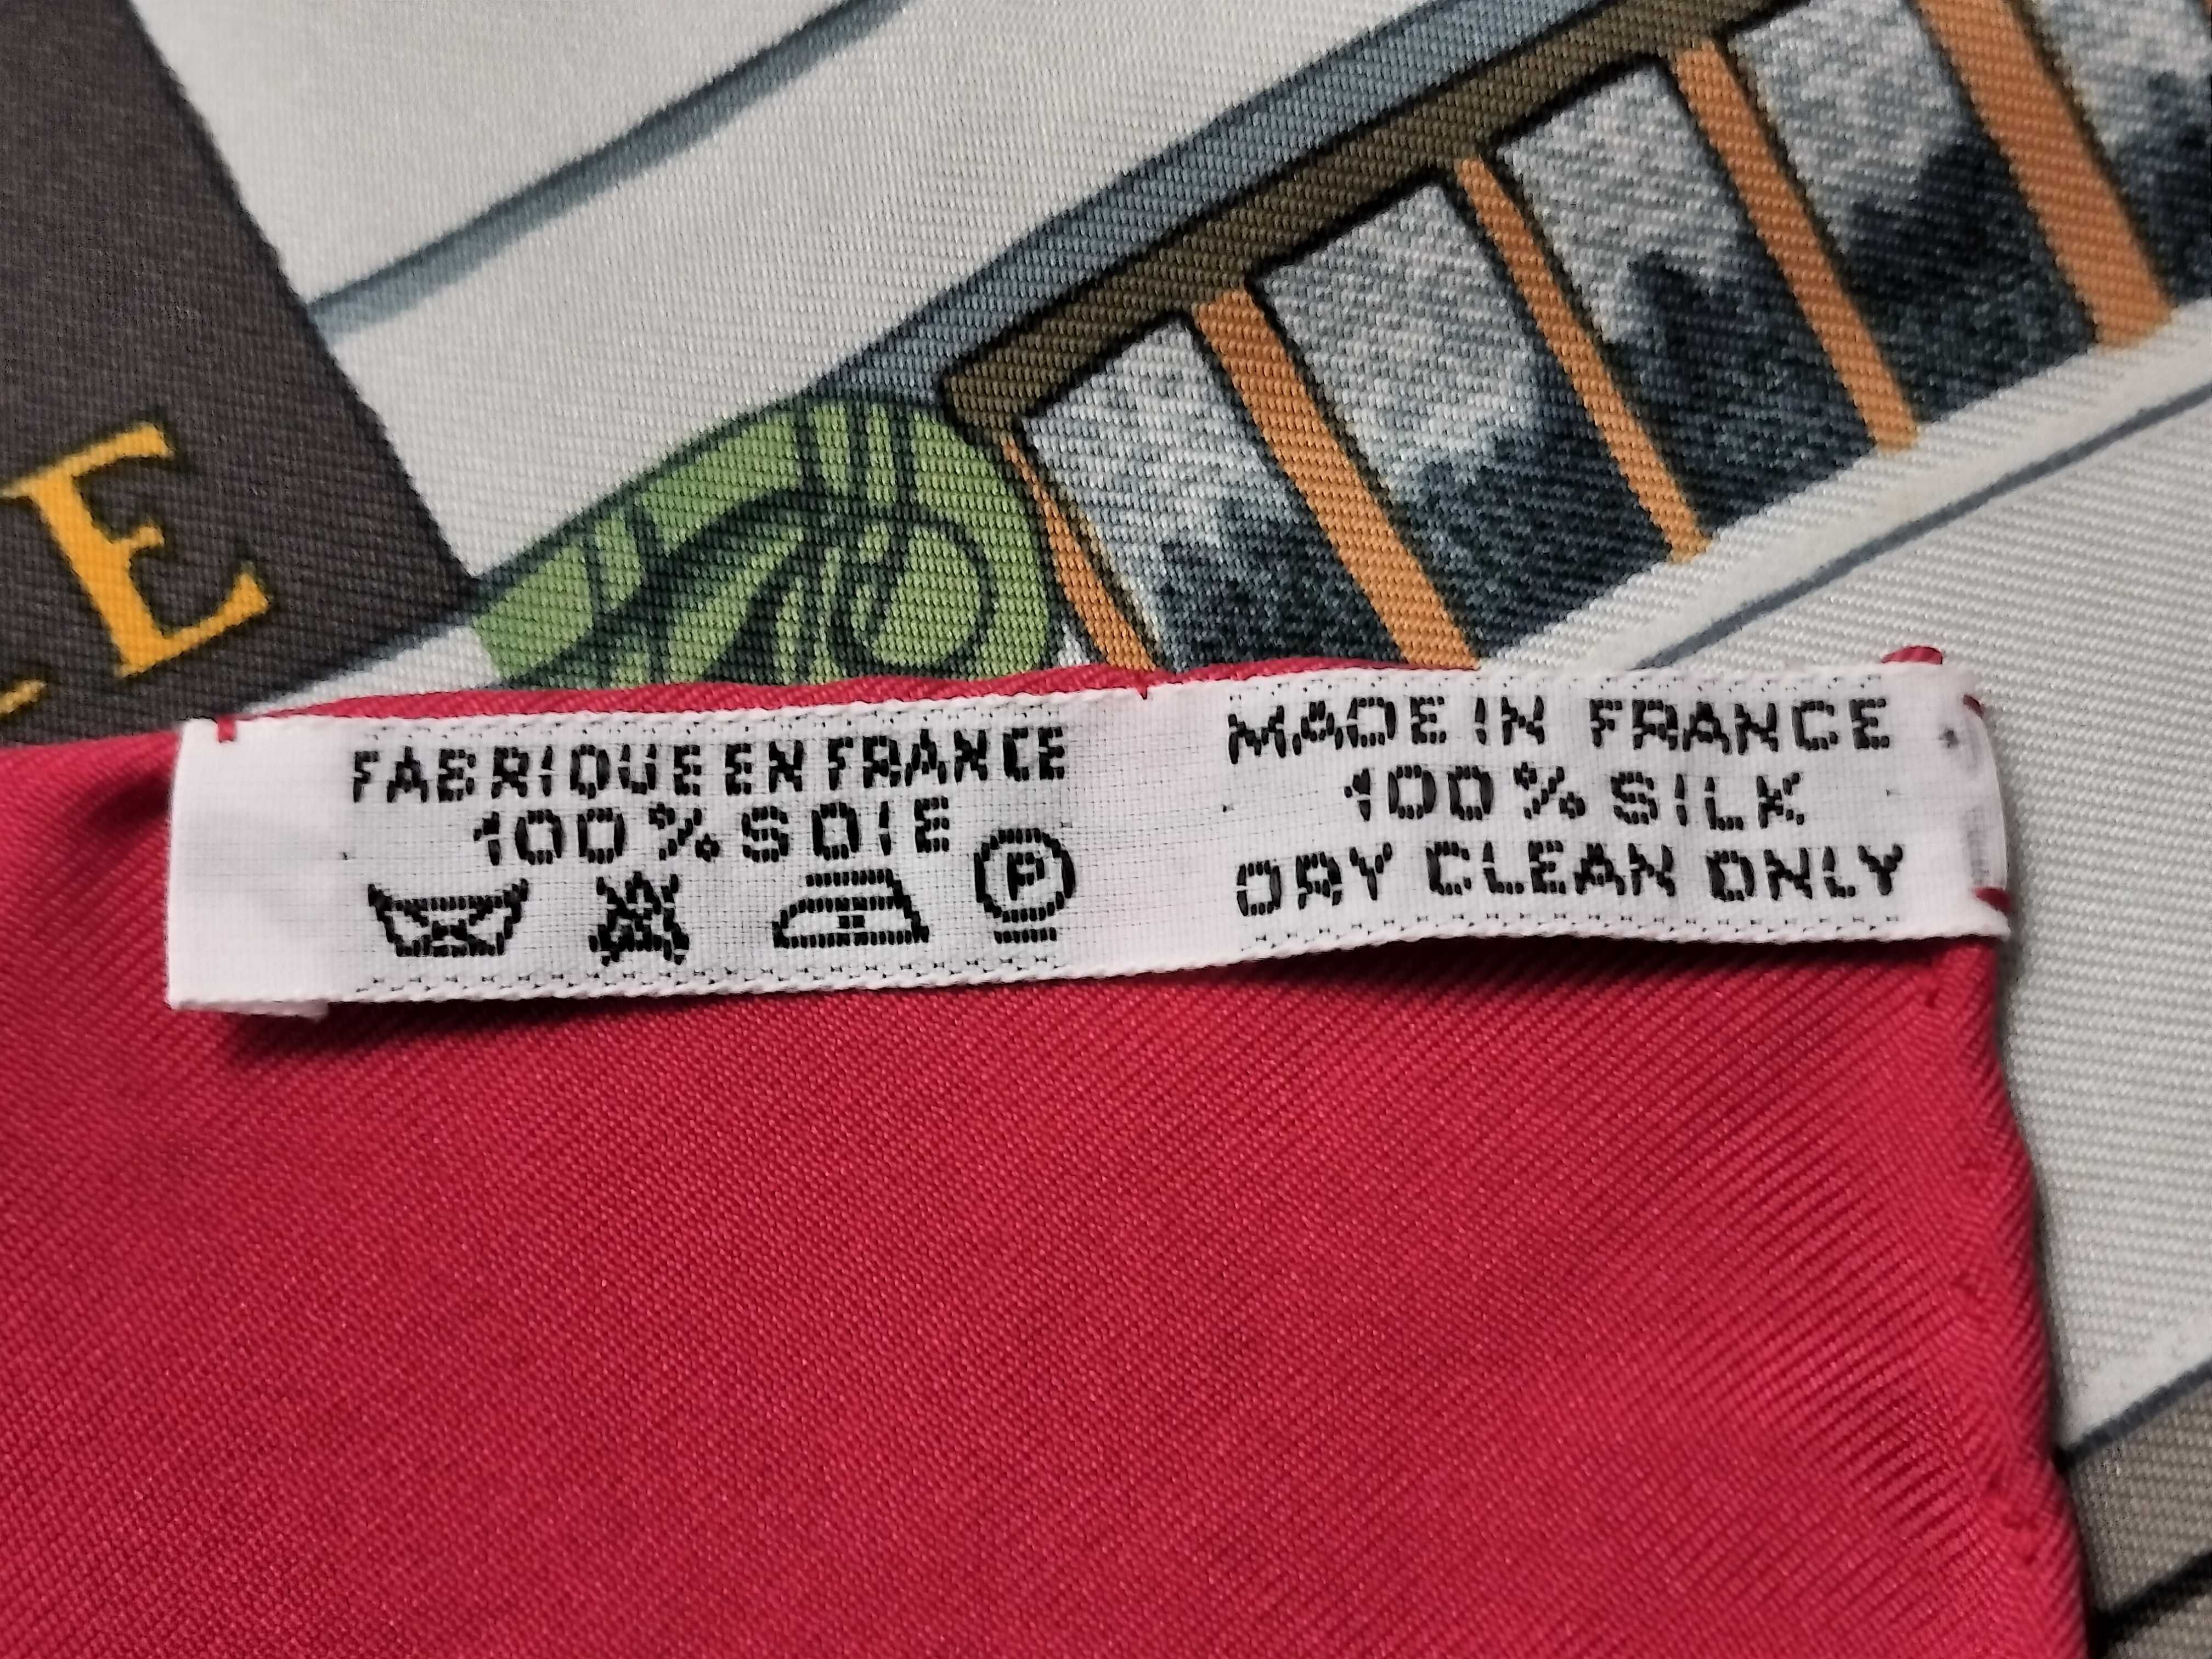 E
FABRIQUE EN FRANCE
100% SOIE
P
MADE IN FRANCE
100% SILK
DRY CLEAN ONLY